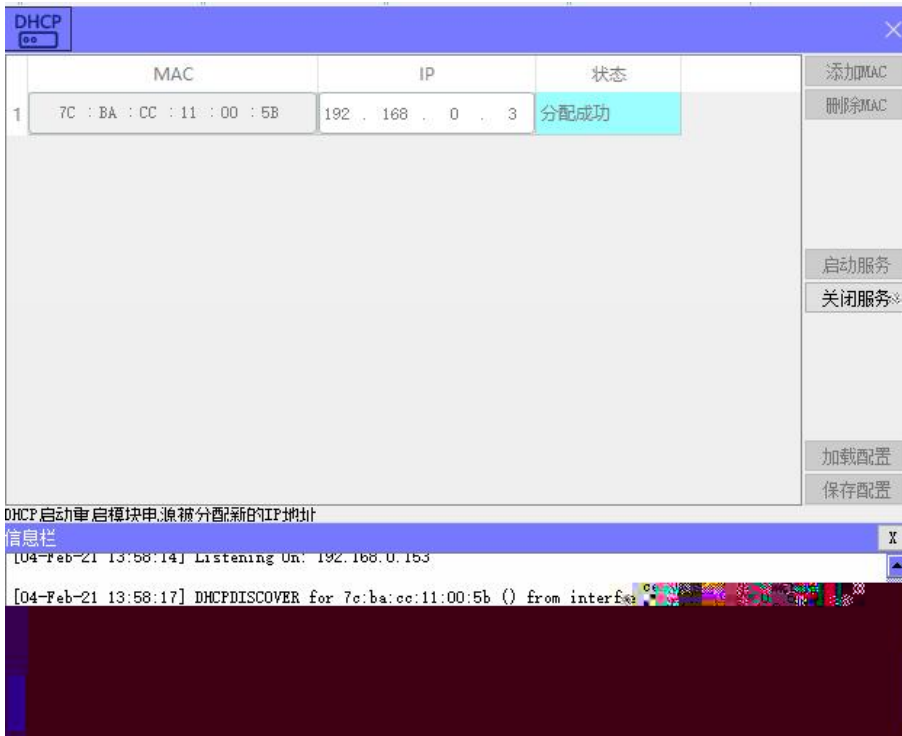 DHCP
MAC IP 状态
1 7C : BA : CC : 11 : 00 : 5B 192 . 168 . 0 . 3 分配成功
添加MAC
删除MAC
启动服务
关闭服务
加载配置
保存配置
DHCP启动重启模块电源被分配新的IP地址
信息栏 X
[04-Feb-21 13:58:14] Listening On: 192.168.0.153
[04-Feb-21 13:58:17] DHCPDISCOVER for 7c:ba:cc:11:00:5b () from